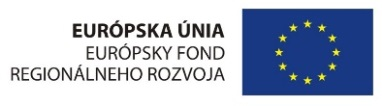 EURÓPSKA ÚNIA
EURÓPSKY FOND
REGIONÁLNEHO ROZVOJA